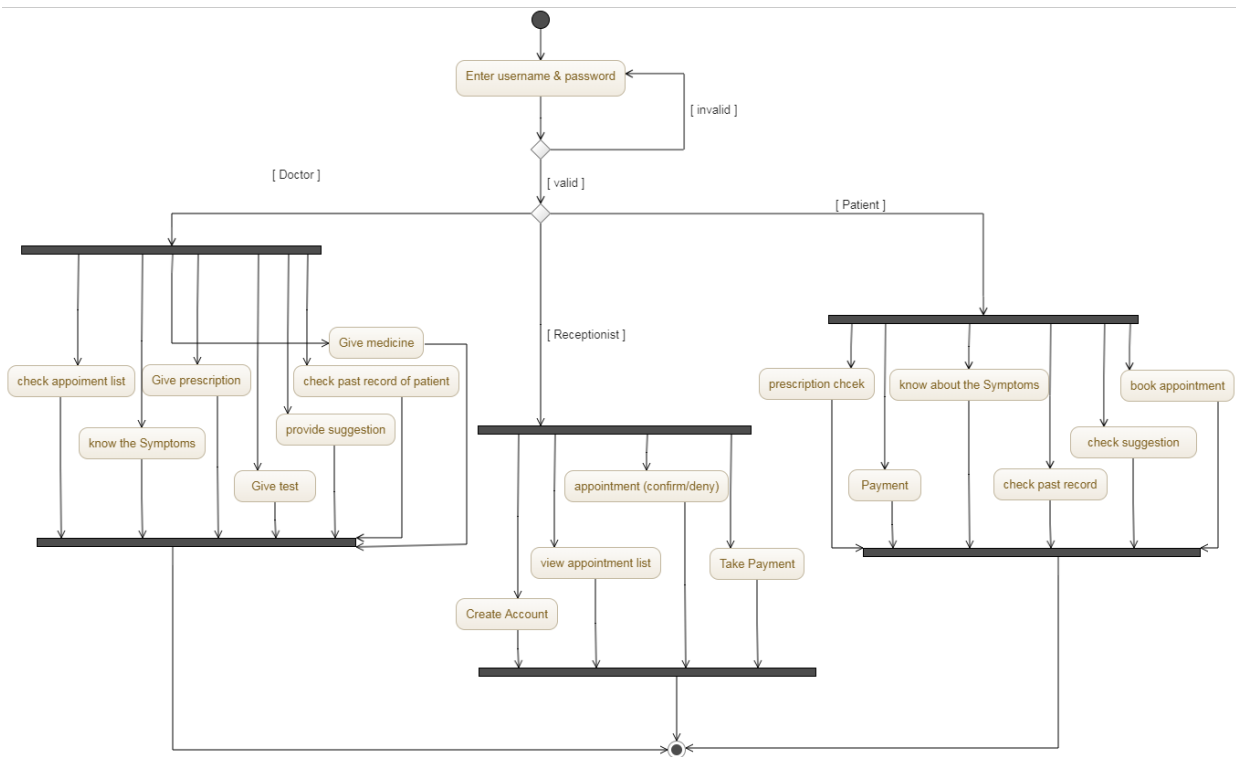 Enter username & password
[ invalid ]
[ Doctor ]
[ valid ]
[ Patient ]
[ Receptionist ]
Give medicine
check appoiment list
Give prescription
check past record of patient
know the Symptoms
provide suggestion
Give test
prescription chcek
know about the Symptoms
book appointment
check suggestion
Payment
check past record
appointment (confirm/deny)
view appointment list
Take Payment
Create Account